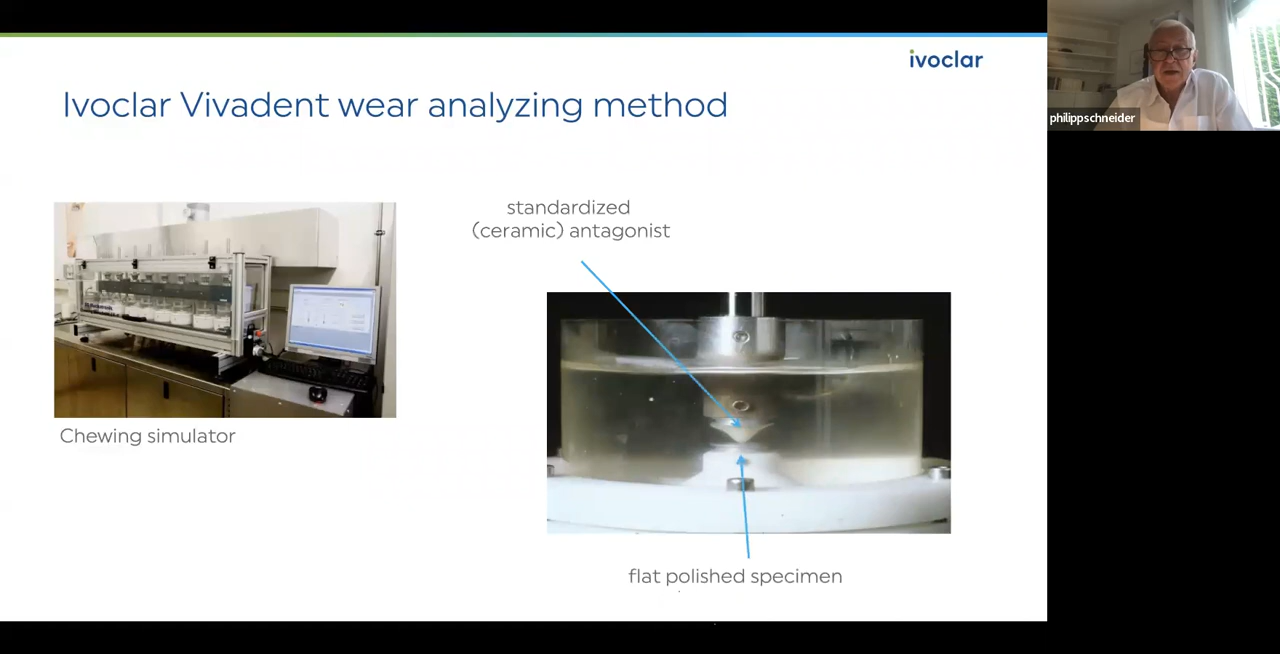 ivoclar
Ivoclar Vivadent wear analyzing method
standardized
(ceramic) antagonist
Chewing simulator
flat polished specimen
philippschneider